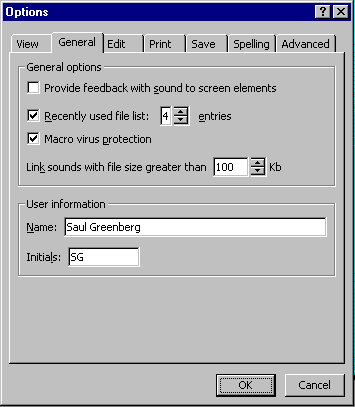 Options
View General Edit Print Save Spelling Advanced
General options
Provide feedback with sound to screen elements
Recently used file list: 4 entries
Macro virus protection
Link sounds with file size greater than 100 Kb
User information
Name: Saul Greenberg
Initials: SG
OK Cancel